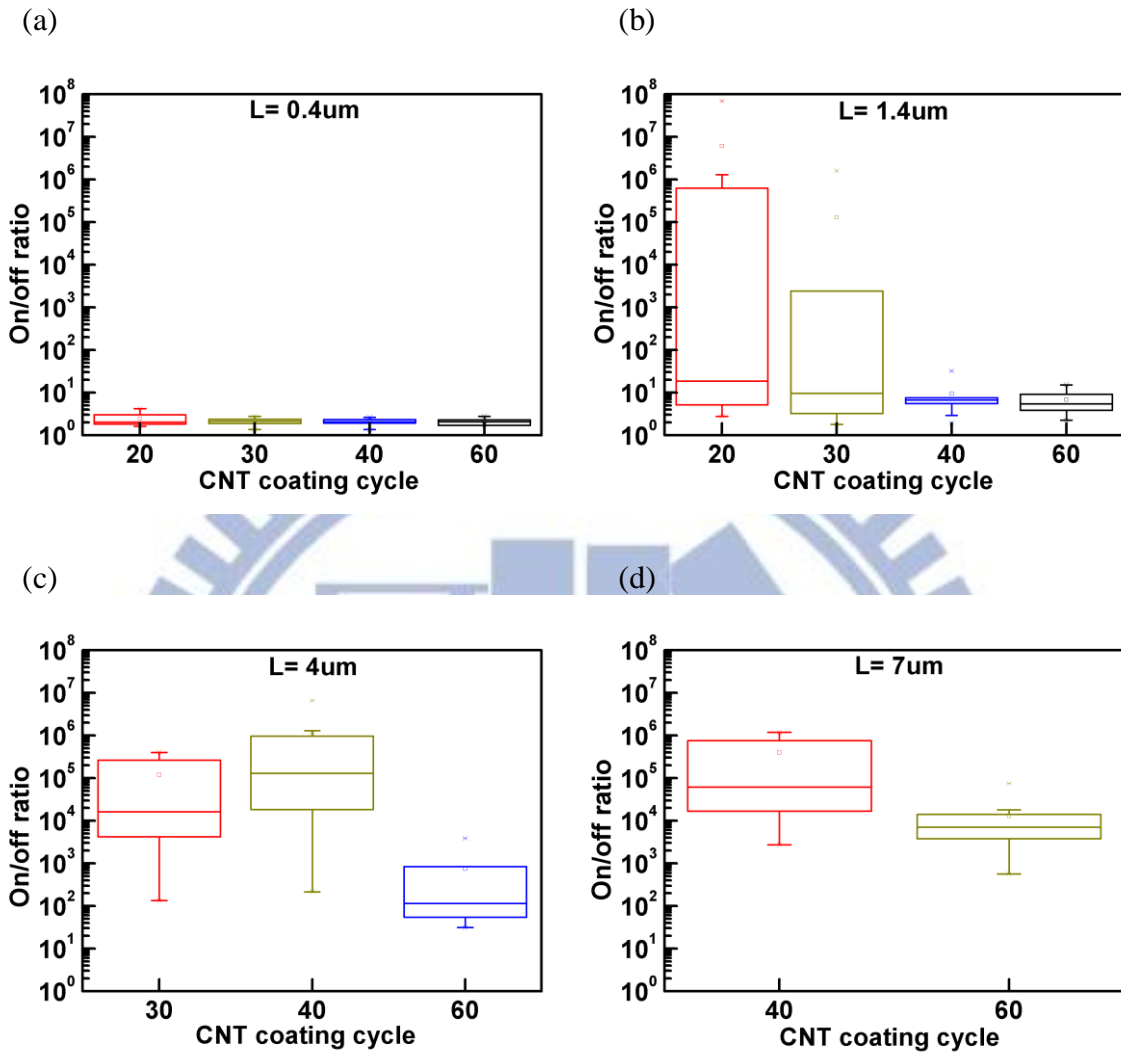 (a)
(b)
L= 0.4um
On/off ratio
10^8
10^7
10^6
10^5
10^4
10^3
10^2
10^1
10^0
20 30 40 60
CNT coating cycle
L= 1.4um
On/off ratio
10^8
10^7
10^6
10^5
10^4
10^3
10^2
10^1
10^0
20 30 40 60
CNT coating cycle
(c)
(d)
L= 4um
On/off ratio
10^8
10^7
10^6
10^5
10^4
10^3
10^2
10^1
10^0
30 40 60
CNT coating cycle
L= 7um
On/off ratio
10^8
10^7
10^6
10^5
10^4
10^3
10^2
10^1
10^0
40 60
CNT coating cycle